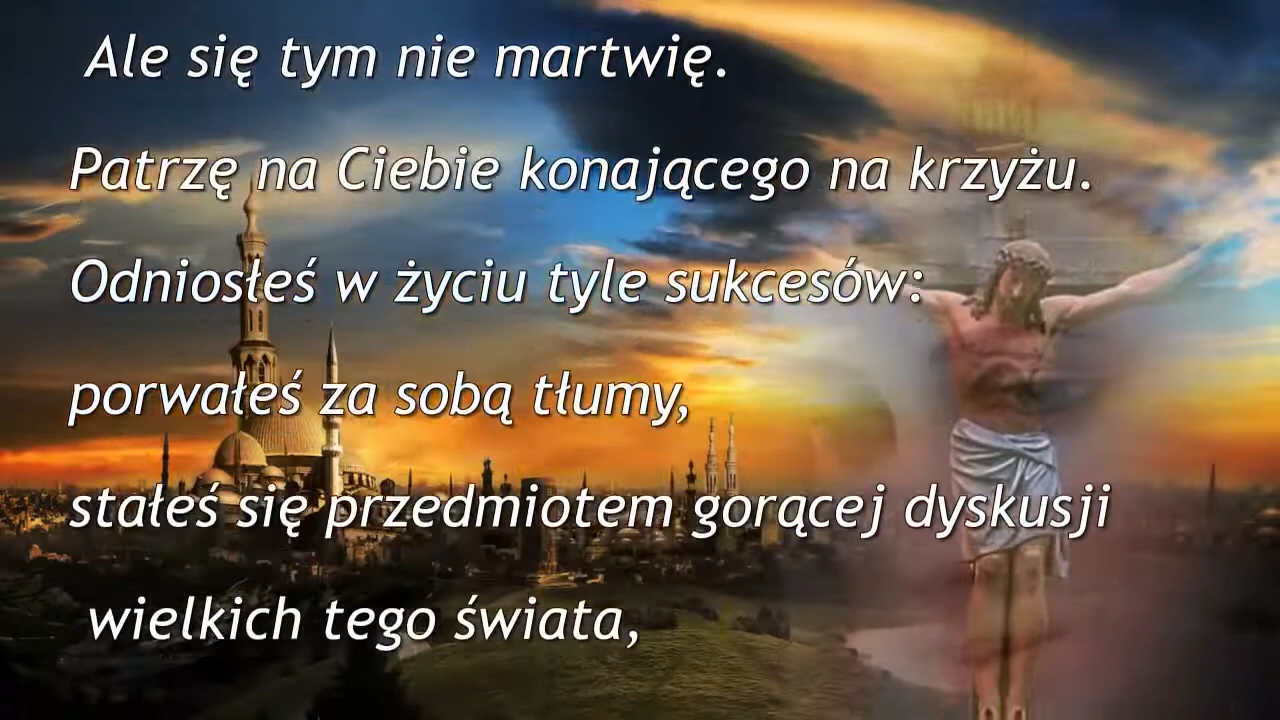 Ale się tym nie martwię.
Patrzę na Ciebie konającego na krzyżu.
Odniosłeś w życiu tyle sukcesów:
porwałeś za sobą tłumy,
stałeś się przedmiotem gorącej dyskusji
wielkich tego świata,